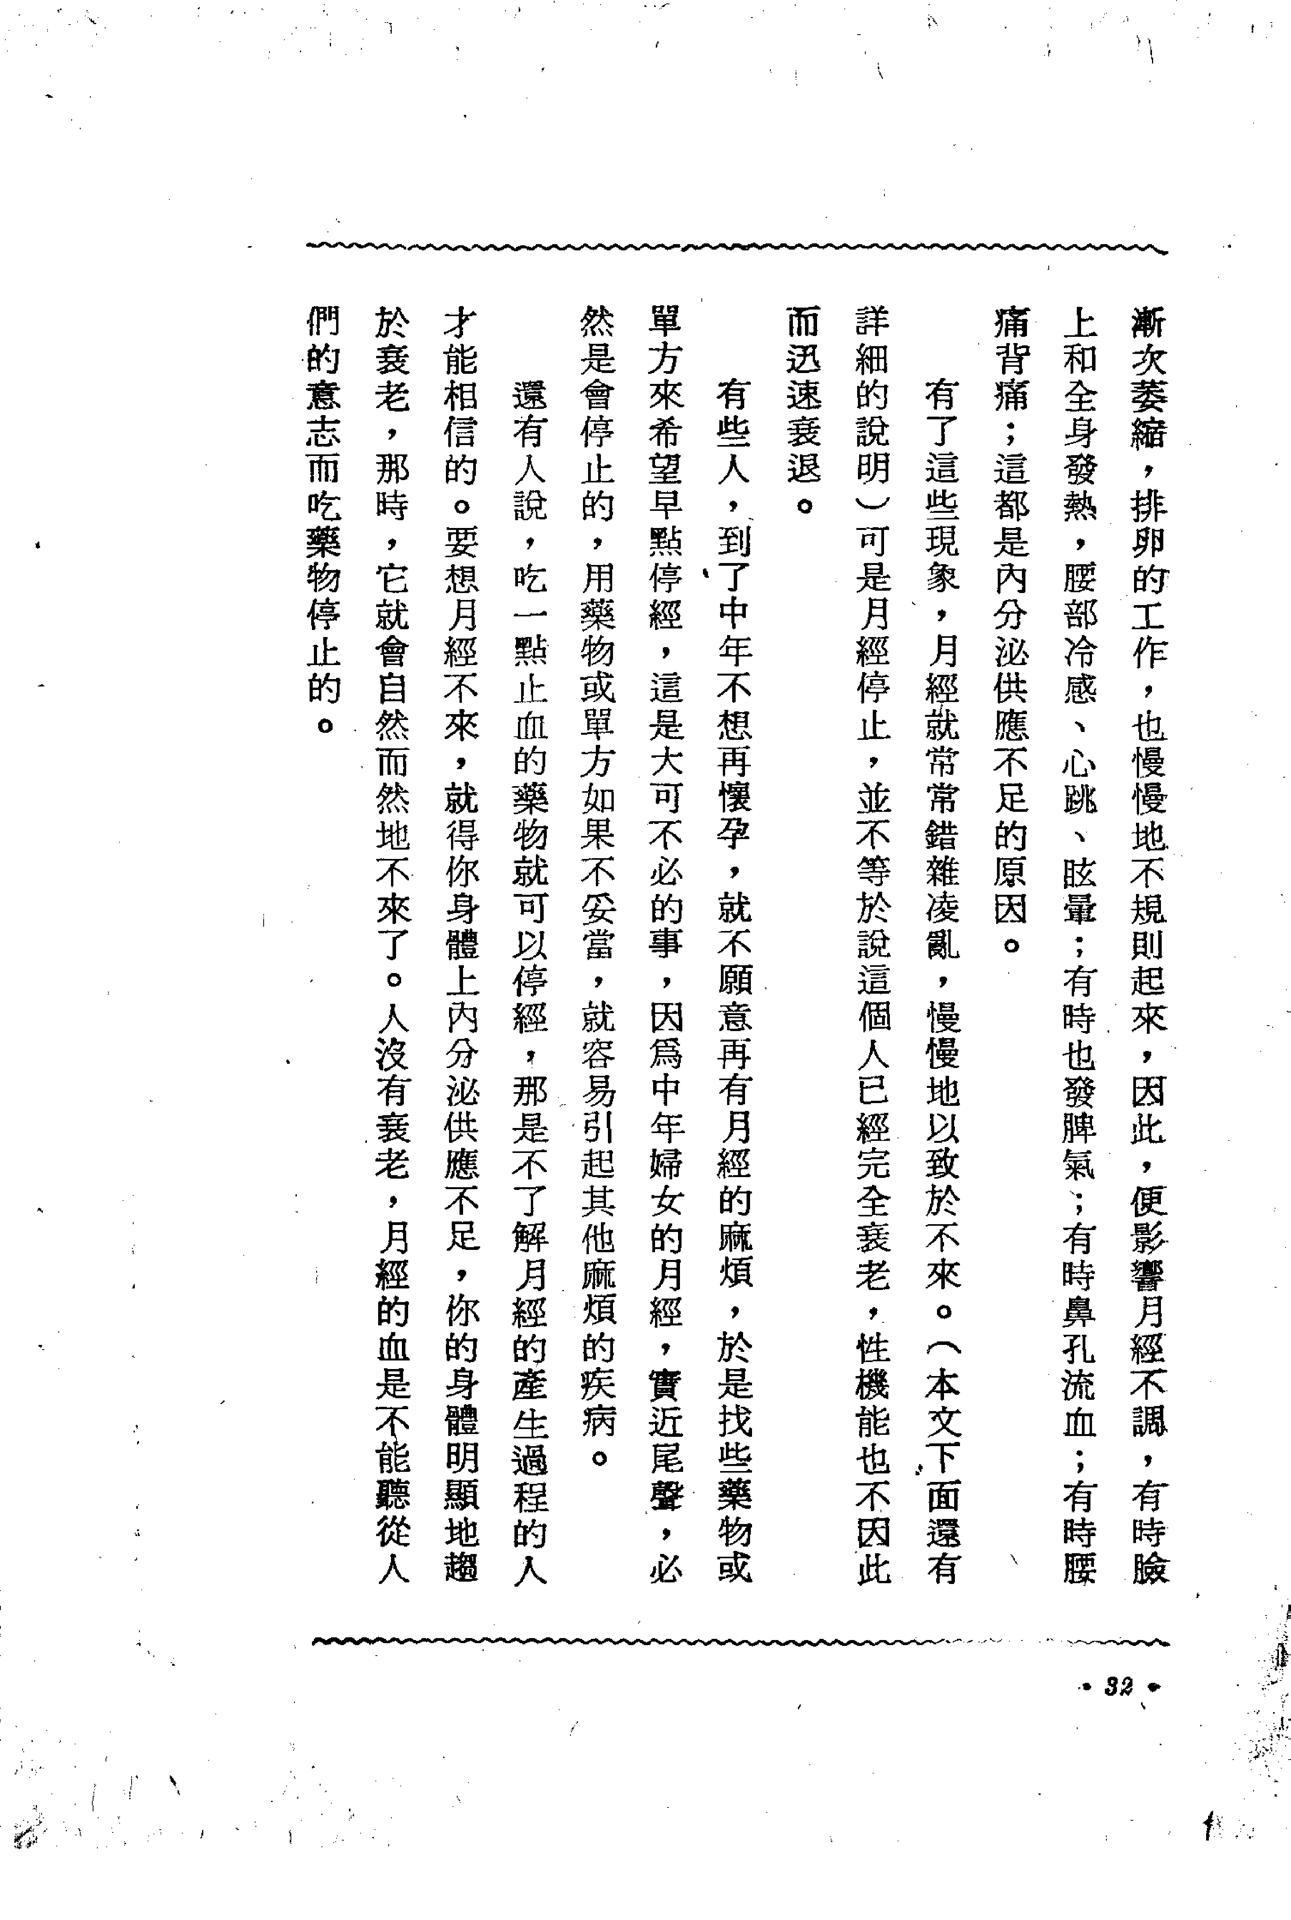 漸次萎縮，排卵的工作，也慢慢地不規則起來，因此，便影響月經不調，有時臉
上和全身發熱，腰部冷感、心跳、眩暈；有時也發脾氣；有時鼻孔流血；有時腰
痛背痛；這都是內分泌供應不足的原因。
有了這些現象，月經就常常錯雜凌亂，慢慢地以致於不來。（本文下面還有
詳細的說明）可是月經停止，並不等於說這個人已經完全衰老，性機能也不因此
而迅速衰退。
有些人，到了中年不想再懷孕，就不願意再有月經的麻煩，於是找些藥物或
單方來希望早點停經，這是大可不必的事，因爲中年婦女的月經，實近尾聲，必
然是會停止的，用藥物或單方如果不妥當，就容易引起其他麻煩的疾病。
還有人說，吃一點止血的藥物就可以停經，那是不了解月經的產生過程的人
才能相信的。要想月經不來，就得你身體上內分泌供應不足，你的身體明顯地趨
於衰老，那時，它就會自然而然地不來了。人沒有衰老，月經的血是不能聽從人
們的意志而吃藥物停止的。
• 32 •